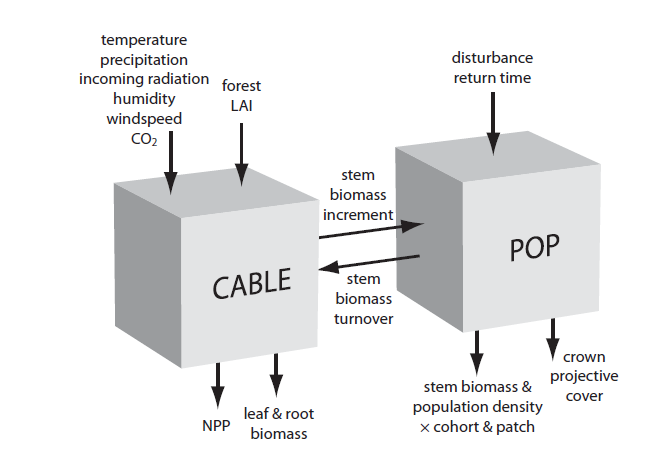 temperature
precipitation
incoming radiation
humidity
windspeed
CO₂
forest
LAI
disturbance
return time
stem
biomass
increment
CABLE
POP
stem
biomass
turnover
NPP
leaf & root
biomass
stem biomass &
population density
× cohort & patch
crown
projective
cover